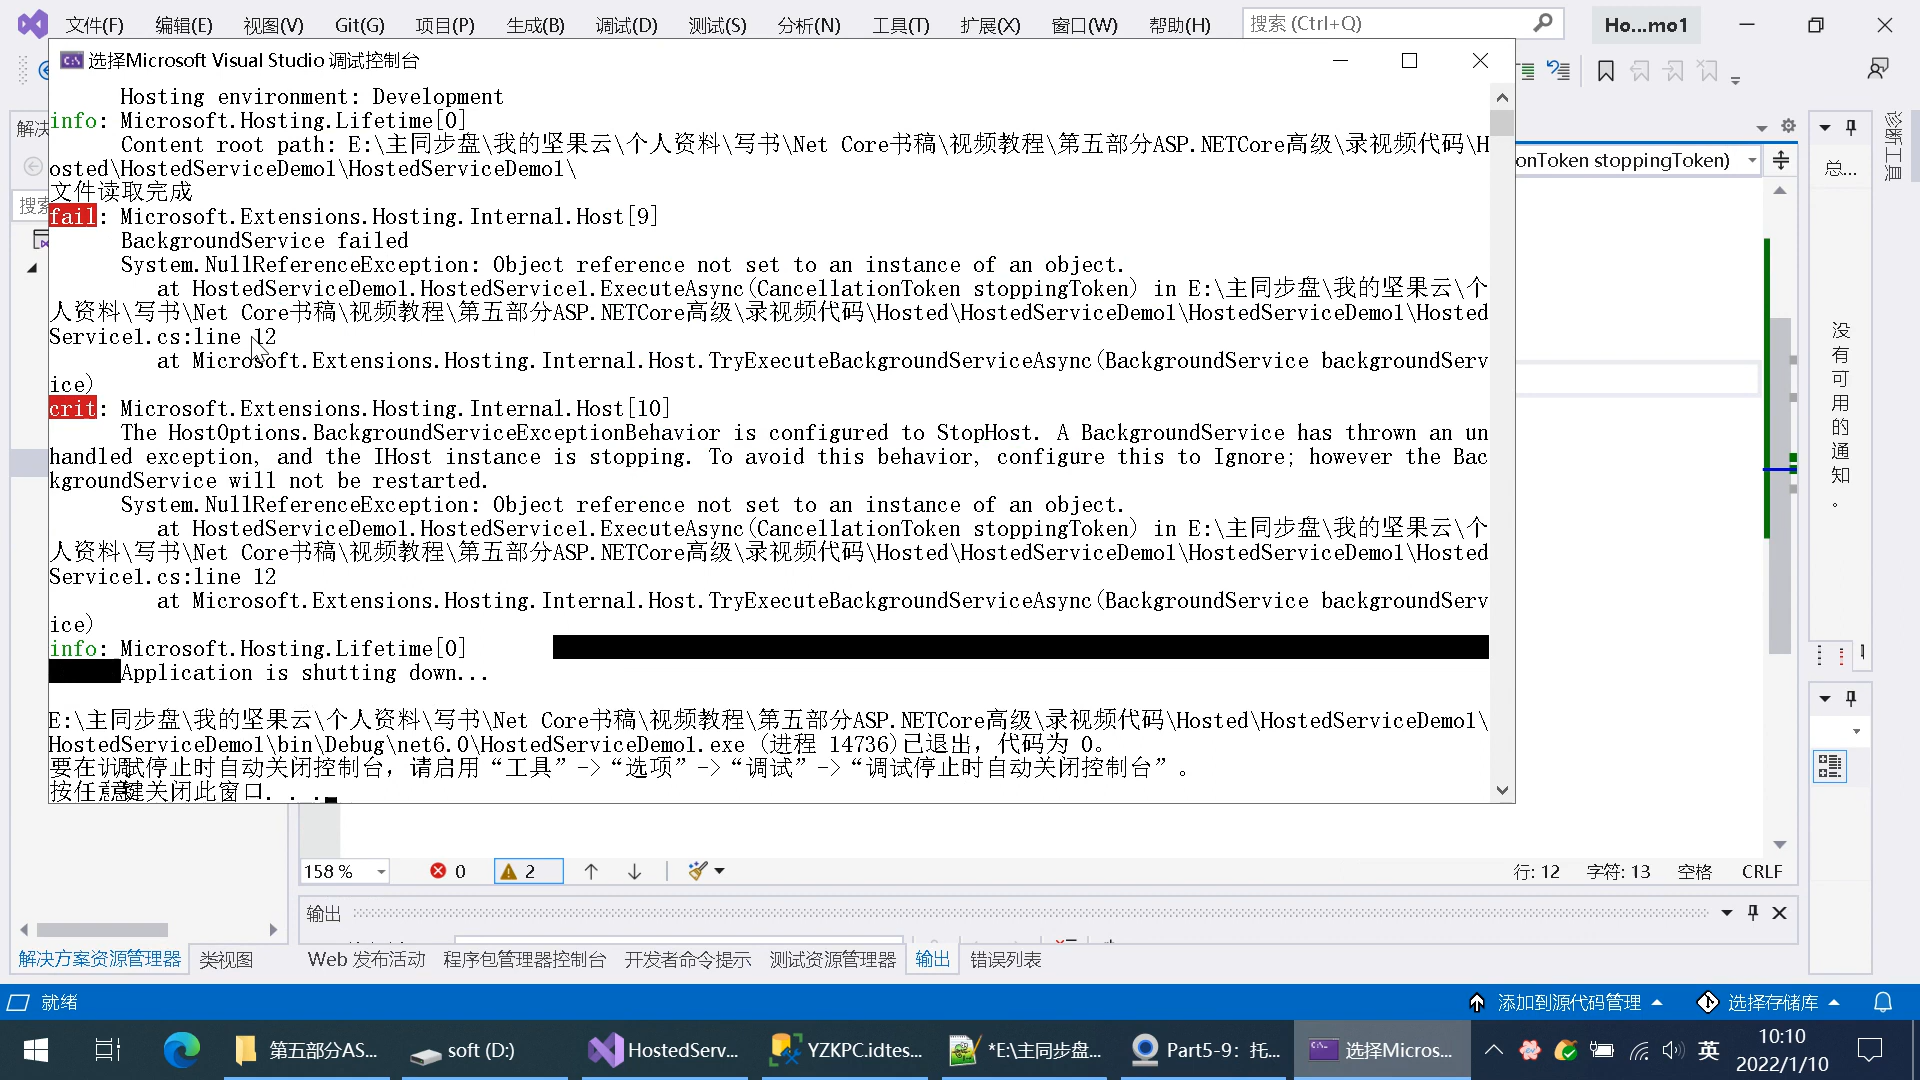 文件(F) 编辑(E) 视图(V) Git(G) 项目(P) 生成(B) 调试(D) 测试(S) 分析(N) 工具(T) 扩展(X) 窗口(W) 帮助(H) 搜索 (Ctrl+Q) Ho...mo1
选择Microsoft Visual Studio 调试控制台
Hosting environment: Development
info: Microsoft.Hosting.Lifetime[0]
Content root path: E:\主同步盘\我的坚果云\个人资料\写书\Net Core书稿\视频教程\第五部分ASP.NETCore高级\录视频代码\H
osted\HostedServiceDemo1\HostedServiceDemo1\
文件读取完成
fail: Microsoft.Extensions.Hosting.Internal.Host[9]
BackgroundService failed
System.NullReferenceException: Object reference not set to an instance of an object.
at HostedServiceDemo1.HostedService1.ExecuteAsync(CancellationToken stoppingToken) in E:\主同步盘\我的坚果云\个
人资料\写书\Net Core书稿\视频教程\第五部分ASP.NETCore高级\录视频代码\Hosted\HostedServiceDemo1\HostedServiceDemo1\Hosted
Service1.cs:line 12
at Microsoft.Extensions.Hosting.Internal.Host.TryExecuteBackgroundServiceAsync(BackgroundService backgroundServ
ice)
crit: Microsoft.Extensions.Hosting.Internal.Host[10]
The HostOptions.BackgroundServiceExceptionBehavior is configured to StopHost. A BackgroundService has thrown an un
handled exception, and the IHost instance is stopping. To avoid this behavior, configure this to Ignore; however the Bac
kgroundService will not be restarted.
System.NullReferenceException: Object reference not set to an instance of an object.
at HostedServiceDemo1.HostedService1.ExecuteAsync(CancellationToken stoppingToken) in E:\主同步盘\我的坚果云\个
人资料\写书\Net Core书稿\视频教程\第五部分ASP.NETCore高级\录视频代码\Hosted\HostedServiceDemo1\HostedServiceDemo1\Hosted
Service1.cs:line 12
at Microsoft.Extensions.Hosting.Internal.Host.TryExecuteBackgroundServiceAsync(BackgroundService backgroundServ
ice)
info: Microsoft.Hosting.Lifetime[0]
Application is shutting down...
E:\主同步盘\我的坚果云\个人资料\写书\Net Core书稿\视频教程\第五部分ASP.NETCore高级\录视频代码\Hosted\HostedServiceDemo1\
HostedServiceDemo1\bin\Debug\net6.0\HostedServiceDemo1.exe (进程 14736)已退出，代码为 0。
要在调试停止时自动关闭控制台，请启用“工具”->“选项”->“调试”->“调试停止时自动关闭控制台”。
按任意键关闭此窗口. . .
解决
搜索
onToken stoppingToken)
总...
没有可用的通知。
诊断工具
158 % 0 2 行: 12 字符: 13 空格 CRLF
输出
解决方案资源管理器 类视图 Web 发布活动 程序包管理器控制台 开发者命令提示 测试资源管理器 输出 错误列表
就绪 添加到源代码管理 选择存储库
第五部分AS... soft (D:) HostedServ... YZKPC.idtes... *E:\主同步盘... Part5-9：托... 选择Micros... 英 10:10
2022/1/10